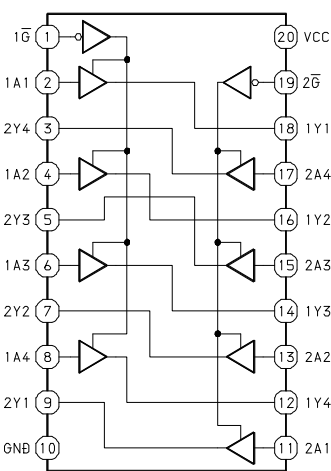 1G̅ 1 20 VCC
1A1 2 19 2G̅
2Y4 3 18 1Y1
1A2 4 17 2A4
2Y3 5 16 1Y2
1A3 6 15 2A3
2Y2 7 14 1Y3
1A4 8 13 2A2
2Y1 9 12 1Y4
GND 10 11 2A1